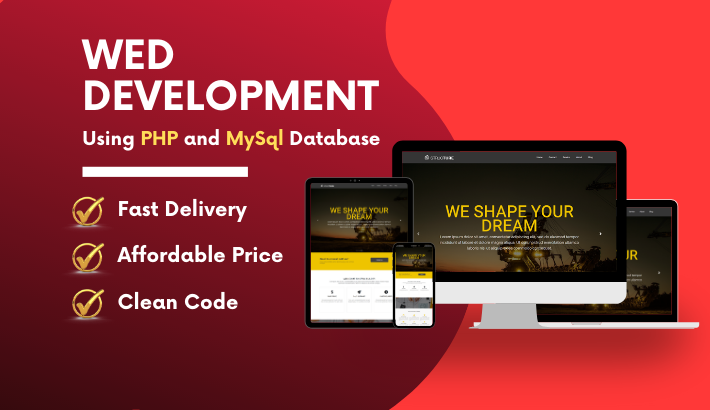 WED
DEVELOPMENT
Using PHP and MySql Database
Fast Delivery
Affordable Price
Clean Code
WE SHAPE YOUR
DREAM
WE SHAPE YOUR
DREAM